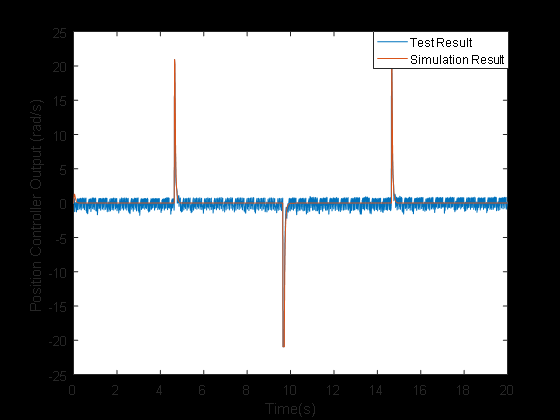 Test Result
Simulation Result
25
20
15
10
5
0
-5
-10
-15
-20
-25
Position Controller Output (rad/s)
0 2 4 6 8 10 12 14 16 18 20
Time(s)